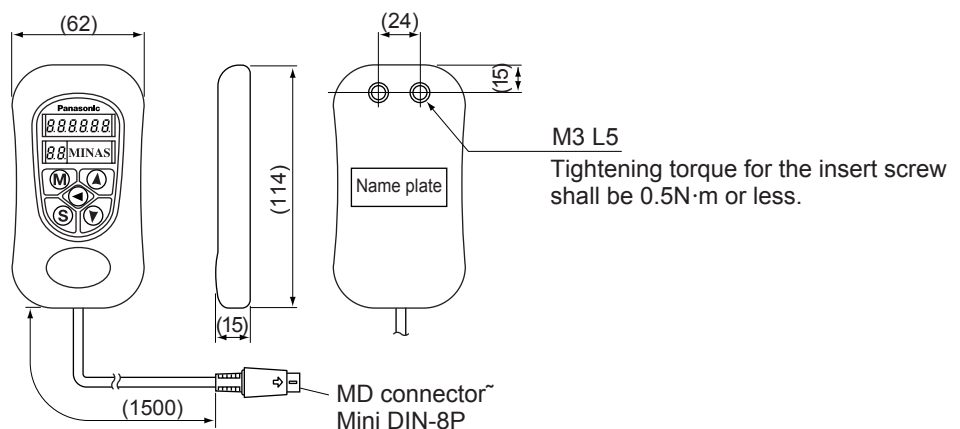 (62)
(24)
(15)
Panasonic
8.8.8.8.8.8.
8.8. MINAS
M
S
(114)
Name plate
M3 L5
Tightening torque for the insert screw
shall be 0.5N·m or less.
(15)
(1500)
MD connector˜
Mini DIN-8P